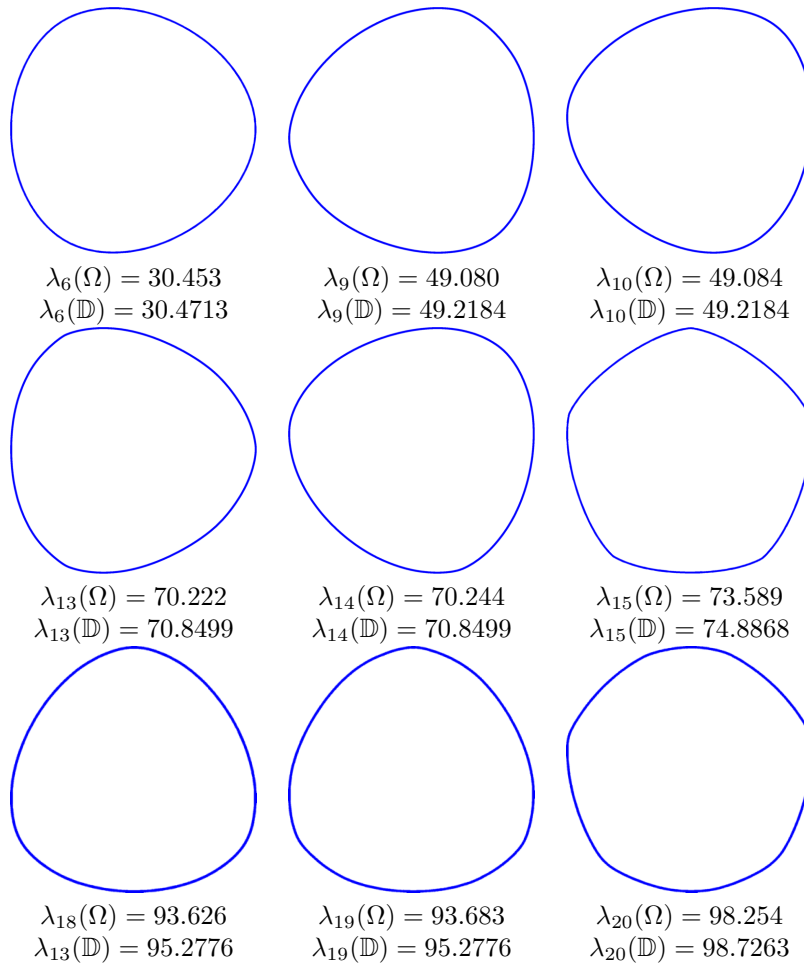 λ₆(Ω) = 30.453 λ₉(Ω) = 49.080 λ₁₀(Ω) = 49.084
λ₆(𝔻) = 30.4713 λ₉(𝔻) = 49.2184 λ₁₀(𝔻) = 49.2184
λ₁₃(Ω) = 70.222 λ₁₄(Ω) = 70.244 λ₁₅(Ω) = 73.589
λ₁₃(𝔻) = 70.8499 λ₁₄(𝔻) = 70.8499 λ₁₅(𝔻) = 74.8868
λ₁₈(Ω) = 93.626 λ₁₉(Ω) = 93.683 λ₂₀(Ω) = 98.254
λ₁₃(𝔻) = 95.2776 λ₁₉(𝔻) = 95.2776 λ₂₀(𝔻) = 98.7263